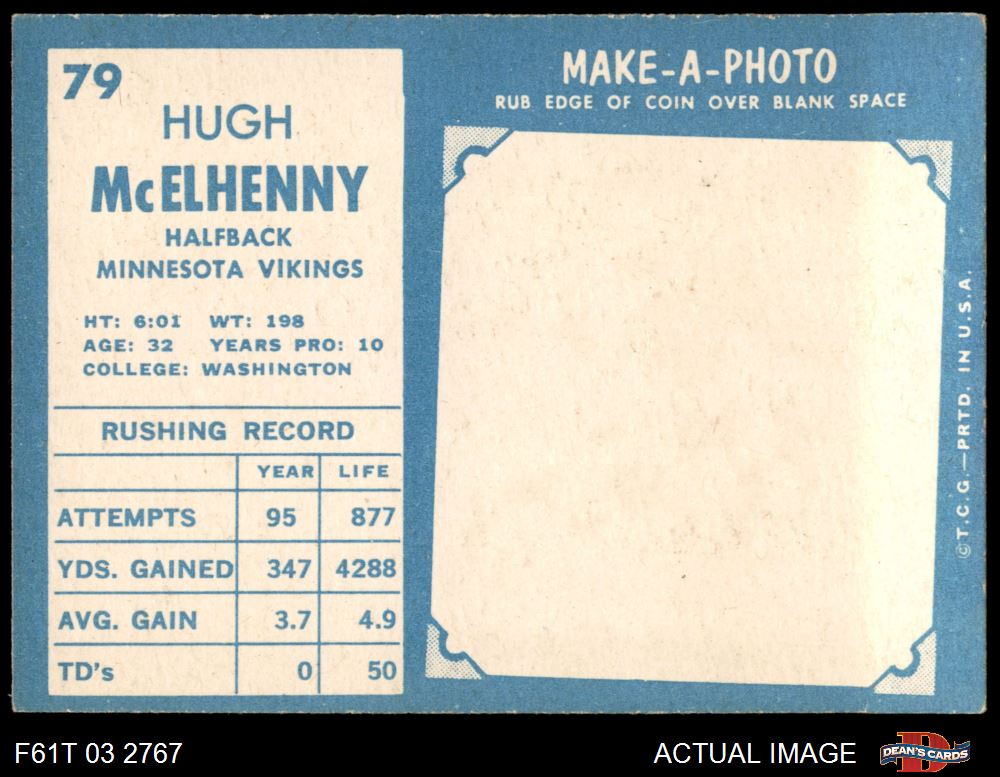 79
HUGH
McELHENNY
HALFBACK
MINNESOTA VIKINGS
HT: 6:01 WT: 198
AGE: 32 YEARS PRO: 10
COLLEGE: WASHINGTON
RUSHING RECORD
YEAR LIFE
ATTEMPTS 95 877
YDS. GAINED 347 4288
AVG. GAIN 3.7 4.9
TD's 0 50
MAKE-A-PHOTO
RUB EDGE OF COIN OVER BLANK SPACE
©T.C.G.—PRTD. IN U.S.A.
F61T 03 2767
ACTUAL IMAGE
D
DEAN'S CARDS